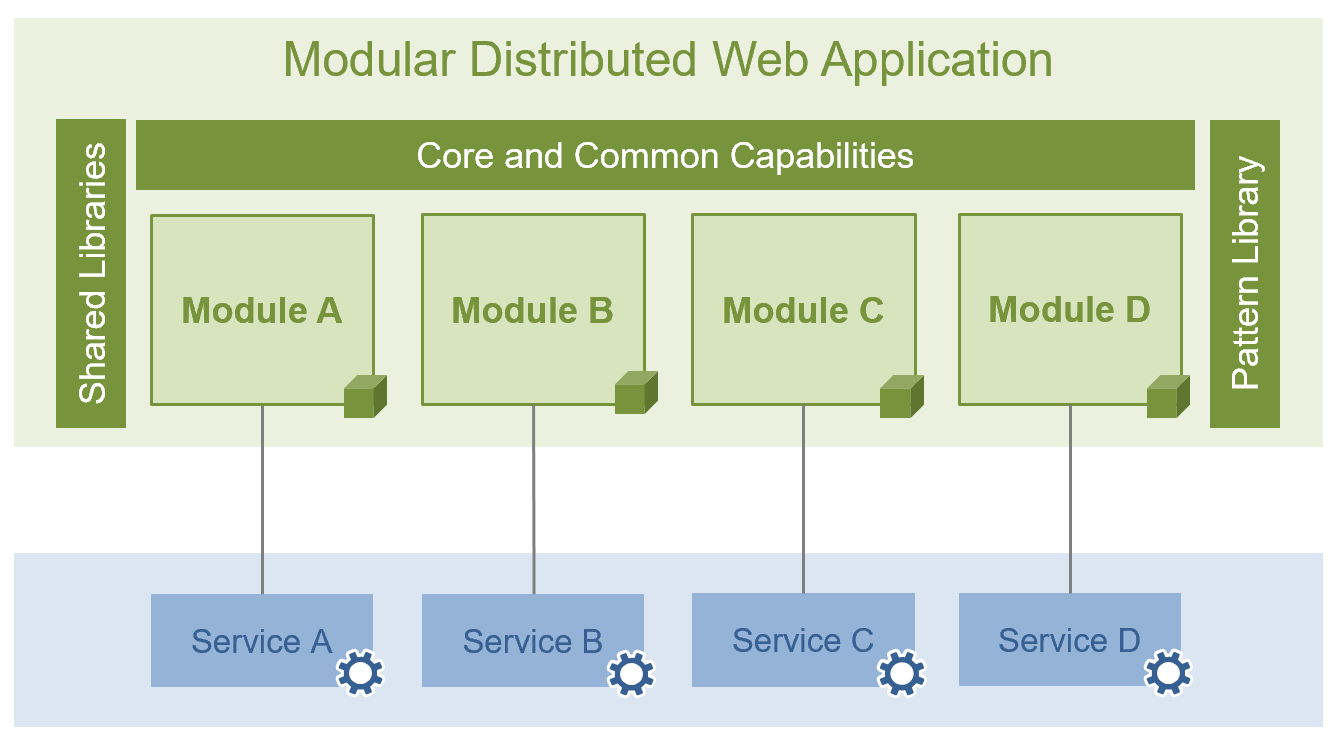 Modular Distributed Web Application
Shared Libraries
Core and Common Capabilities
Pattern Library
Module A
Module B
Module C
Module D
Service A
Service B
Service C
Service D